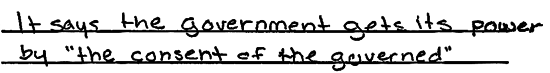 It says the government gets its power
by "the consent of the governed"